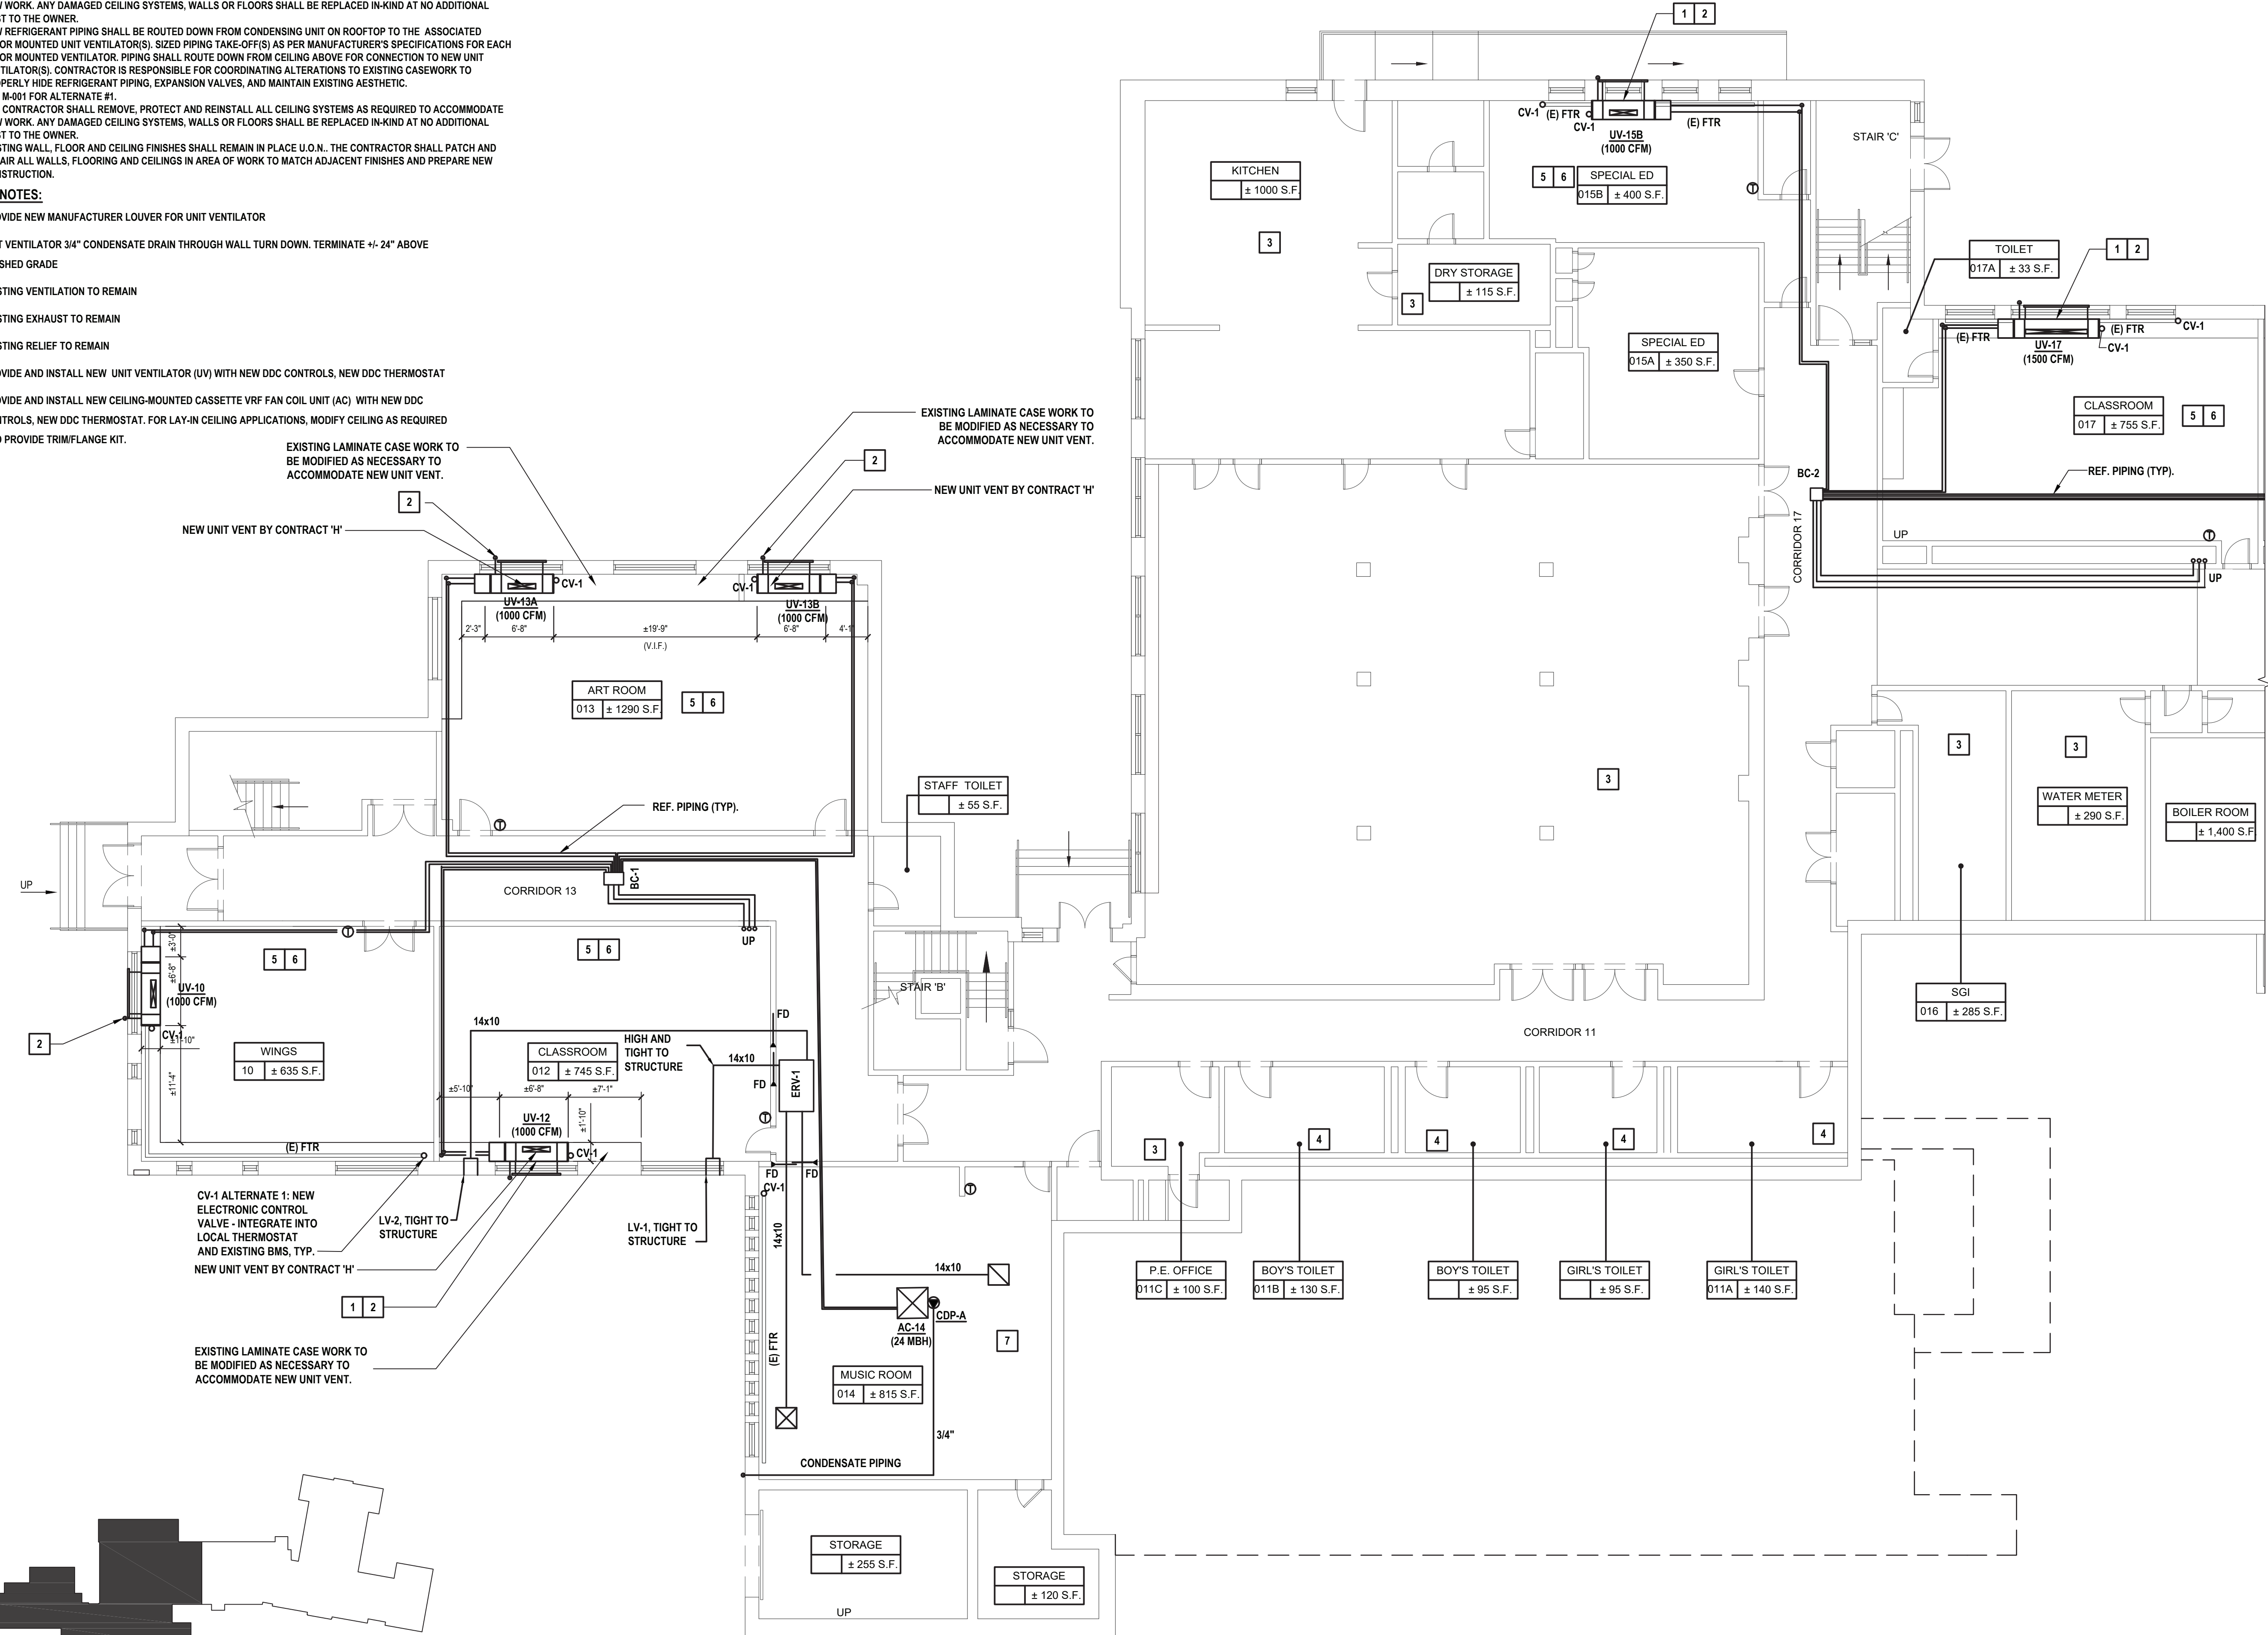 WORK. ANY DAMAGED CEILING SYSTEMS, WALLS OR FLOORS SHALL BE REPLACED IN-KIND AT NO ADDITIONAL
TO THE OWNER.
REFRIGERANT PIPING SHALL BE ROUTED DOWN FROM CONDENSING UNIT ON ROOFTOP TO THE ASSOCIATED
MOUNTED UNIT VENTILATOR(S). SIZED PIPING TAKE-OFF(S) AS PER MANUFACTURER'S SPECIFICATIONS FOR EACH
MOUNTED VENTILATOR. PIPING SHALL ROUTE DOWN FROM CEILING ABOVE FOR CONNECTION TO NEW UNIT
TILATOR(S). CONTRACTOR IS RESPONSIBLE FOR COORDINATING ALTERATIONS TO EXISTING CASEWORK TO
PERLY HIDE REFRIGERANT PIPING, EXPANSION VALVES, AND MAINTAIN EXISTING AESTHETIC.
M-001 FOR ALTERNATE #1.
CONTRACTOR SHALL REMOVE, PROTECT AND REINSTALL ALL CEILING SYSTEMS AS REQUIRED TO ACCOMMODATE
WORK. ANY DAMAGED CEILING SYSTEMS, WALLS OR FLOORS SHALL BE REPLACED IN-KIND AT NO ADDITIONAL
TO THE OWNER.
STING WALL, FLOOR AND CEILING FINISHES SHALL REMAIN IN PLACE U.O.N.. THE CONTRACTOR SHALL PATCH AND
AIR ALL WALLS, FLOORING AND CEILINGS IN AREA OF WORK TO MATCH ADJACENT FINISHES AND PREPARE NEW
NSTRUCTION.
NOTES:
OVIDE NEW MANUFACTURER LOUVER FOR UNIT VENTILATOR
T VENTILATOR 3/4" CONDENSATE DRAIN THROUGH WALL TURN DOWN. TERMINATE +/- 24" ABOVE
SHED GRADE
STING VENTILATION TO REMAIN
STING EXHAUST TO REMAIN
STING RELIEF TO REMAIN
OVIDE AND INSTALL NEW UNIT VENTILATOR (UV) WITH NEW DDC CONTROLS, NEW DDC THERMOSTAT
OVIDE AND INSTALL NEW CEILING-MOUNTED CASSETTE VRF FAN COIL UNIT (AC) WITH NEW DDC
NTROLS, NEW DDC THERMOSTAT. FOR LAY-IN CEILING APPLICATIONS, MODIFY CEILING AS REQUIRED
PROVIDE TRIM/FLANGE KIT.
1 2
CV-1 (E) FTR
CV-1
UV-15B
(1000 CFM)
(E) FTR
STAIR 'C'
KITCHEN
± 1000 S.F.
3
5 6
SPECIAL ED
015B ± 400 S.F.
T
DRY STORAGE
± 115 S.F.
3
SPECIAL ED
015A ± 350 S.F.
TOILET
017A ± 33 S.F.
1 2
(E) FTR
UV-17
(1500 CFM)
(E) FTR
CV-1
CV-1
CLASSROOM
017 ± 755 S.F.
5 6
REF. PIPING (TYP).
BC-2
CORRIDOR 17
UP
T
UP
EXISTING LAMINATE CASE WORK TO
BE MODIFIED AS NECESSARY TO
ACCOMMODATE NEW UNIT VENT.
EXISTING LAMINATE CASE WORK TO
BE MODIFIED AS NECESSARY TO
ACCOMMODATE NEW UNIT VENT.
2
2
NEW UNIT VENT BY CONTRACT 'H'
NEW UNIT VENT BY CONTRACT 'H'
CV-1
UV-13A
(1000 CFM)
CV-1
UV-13B
(1000 CFM)
2'-3" 6'-8" ±19'-9" 6'-8" 4'-1"
(V.I.F.)
ART ROOM
013 ± 1290 S.F.
5 6
STAFF TOILET
± 55 S.F.
T
REF. PIPING (TYP).
UP
CORRIDOR 13
BC-1
UP
3
3
3
WATER METER
± 290 S.F.
BOILER ROOM
± 1,400 S.F.
SGI
016 ± 285 S.F.
T
5 6
5 6
±3'-0"
±6'-8"
UV-10
(1000 CFM)
CV-1
±1'-10"
±11'-4"
2
WINGS
10 ± 635 S.F.
14x10
CLASSROOM
012 ± 745 S.F.
HIGH AND
TIGHT TO
STRUCTURE
14x10
FD
FD
ERV-1
T
±5'-10" ±6'-8" ±7'-1"
±1'-10"
UV-12
(1000 CFM)
CV-1
(E) FTR
STAIR 'B'
CORRIDOR 11
FD
FD
CV-1
T
CV-1 ALTERNATE 1: NEW
ELECTRONIC CONTROL
VALVE - INTEGRATE INTO
LOCAL THERMOSTAT
AND EXISTING BMS, TYP.
LV-2, TIGHT TO
STRUCTURE
LV-1, TIGHT TO
STRUCTURE
NEW UNIT VENT BY CONTRACT 'H'
1 2
EXISTING LAMINATE CASE WORK TO
BE MODIFIED AS NECESSARY TO
ACCOMMODATE NEW UNIT VENT.
14x10
14x10
(E) FTR
AC-14
(24 MBH)
CDP-A
7
MUSIC ROOM
014 ± 815 S.F.
3/4"
CONDENSATE PIPING
3
4
4
4
4
P.E. OFFICE
011C ± 100 S.F.
BOY'S TOILET
011B ± 130 S.F.
BOY'S TOILET
± 95 S.F.
GIRL'S TOILET
± 95 S.F.
GIRL'S TOILET
011A ± 140 S.F.
STORAGE
± 255 S.F.
UP
STORAGE
± 120 S.F.